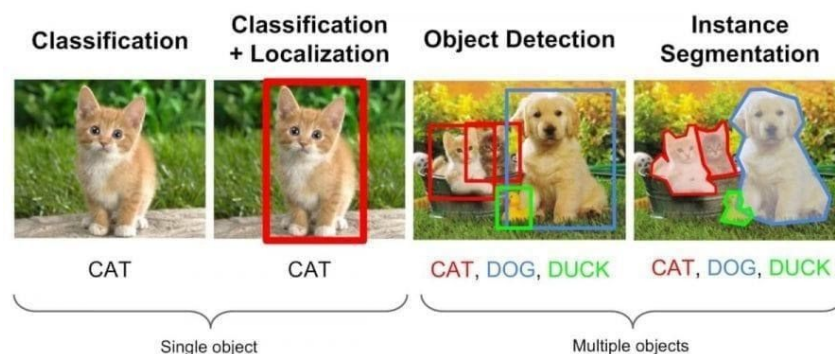 Classification
Classification
+ Localization
Object Detection
Instance
Segmentation
CAT
CAT
CAT, DOG, DUCK
CAT, DOG, DUCK
Single object
Multiple objects